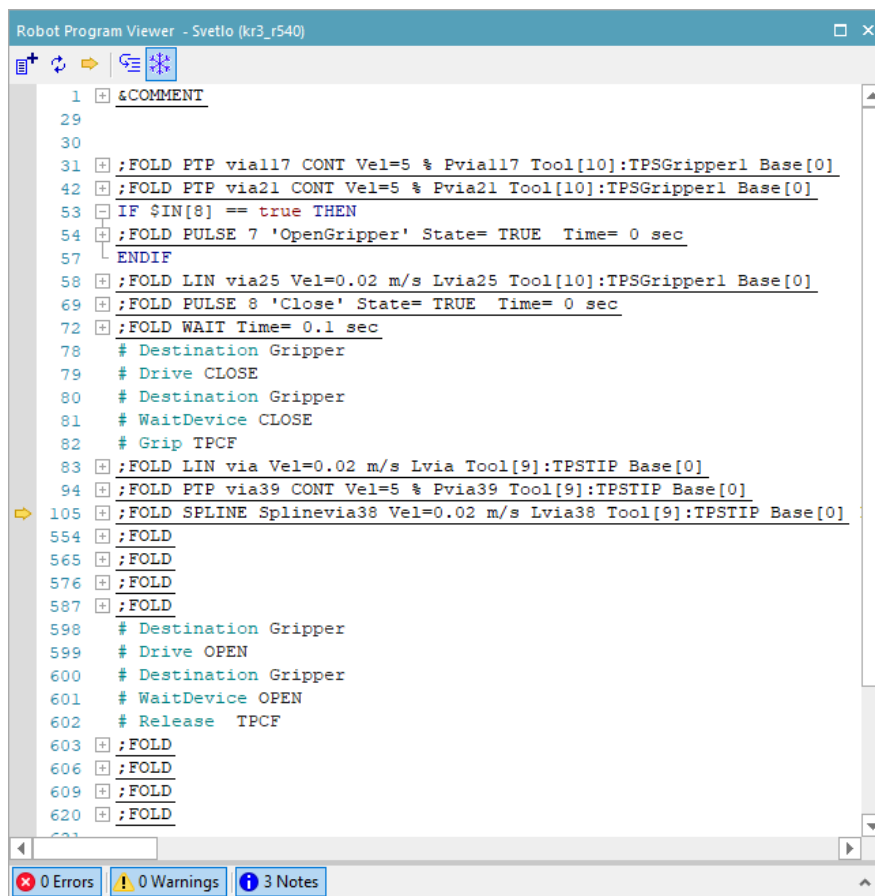 Robot Program Viewer - Svetlo (kr3_r540)
1 &COMMENT
29
30
31 ;FOLD PTP via117 CONT Vel=5 % Pvia117 Tool[10]:TPSGripper1 Base[0]
42 ;FOLD PTP via21 CONT Vel=5 % Pvia21 Tool[10]:TPSGripper1 Base[0]
53 IF $IN[8] == true THEN
54 ;FOLD PULSE 7 'OpenGripper' State= TRUE  Time= 0 sec
57 ENDIF
58 ;FOLD LIN via25 Vel=0.02 m/s Lvia25 Tool[10]:TPSGripper1 Base[0]
69 ;FOLD PULSE 8 'Close' State= TRUE  Time= 0 sec
72 ;FOLD WAIT Time= 0.1 sec
78 # Destination Gripper
79 # Drive CLOSE
80 # Destination Gripper
81 # WaitDevice CLOSE
82 # Grip TPCF
83 ;FOLD LIN via Vel=0.02 m/s Lvia Tool[9]:TPSTIP Base[0]
94 ;FOLD PTP via39 CONT Vel=5 % Pvia39 Tool[9]:TPSTIP Base[0]
105 ;FOLD SPLINE Splinevia38 Vel=0.02 m/s Lvia38 Tool[9]:TPSTIP Base[0]
554 ;FOLD
565 ;FOLD
576 ;FOLD
587 ;FOLD
598 # Destination Gripper
599 # Drive OPEN
600 # Destination Gripper
601 # WaitDevice OPEN
602 # Release  TPCF
603 ;FOLD
606 ;FOLD
609 ;FOLD
620 ;FOLD
0 Errors 0 Warnings 3 Notes